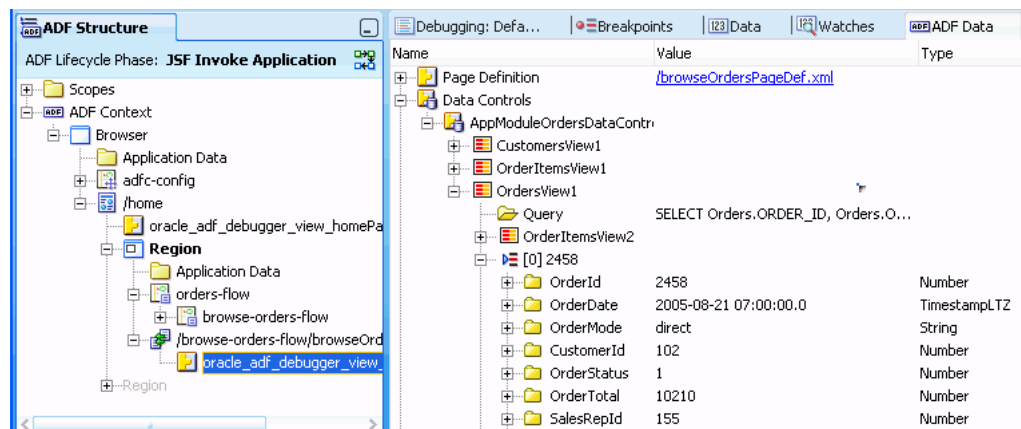 ADF Structure
ADF Lifecycle Phase: JSF Invoke Application
Scopes
ADF Context
Browser
Application Data
adfc-config
/home
oracle_adf_debugger_view_homePa
Region
Application Data
orders-flow
browse-orders-flow
/browse-orders-flow/browseOrd
oracle_adf_debugger_view_
Region
Debugging: Defa... Breakpoints Data Watches ADF Data
Name Value Type
Page Definition /browseOrdersPageDef.xml
Data Controls
AppModuleOrdersDataContr
CustomersView1
OrderItemsView1
OrdersView1
Query SELECT Orders.ORDER_ID, Orders.O...
OrderItemsView2
[0] 2458
OrderId 2458 Number
OrderDate 2005-08-21 07:00:00.0 TimestampLTZ
OrderMode direct String
CustomerId 102 Number
OrderStatus 1 Number
OrderTotal 10210 Number
SalesRepId 155 Number